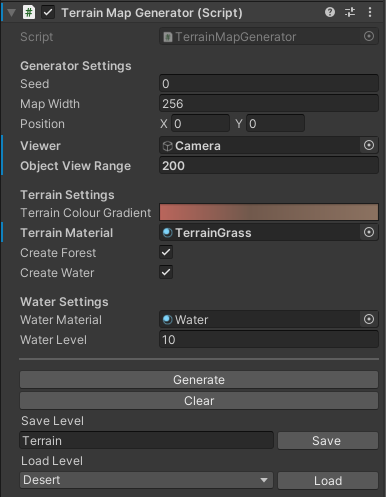 Terrain Map Generator (Script)
Script TerrainMapGenerator
Generator Settings
Seed 0
Map Width 256
Position X 0 Y 0
Viewer Camera
Object View Range 200
Terrain Settings
Terrain Colour Gradient
Terrain Material TerrainGrass
Create Forest
Create Water
Water Settings
Water Material Water
Water Level 10
Generate
Clear
Save Level
Terrain Save
Load Level
Desert Load